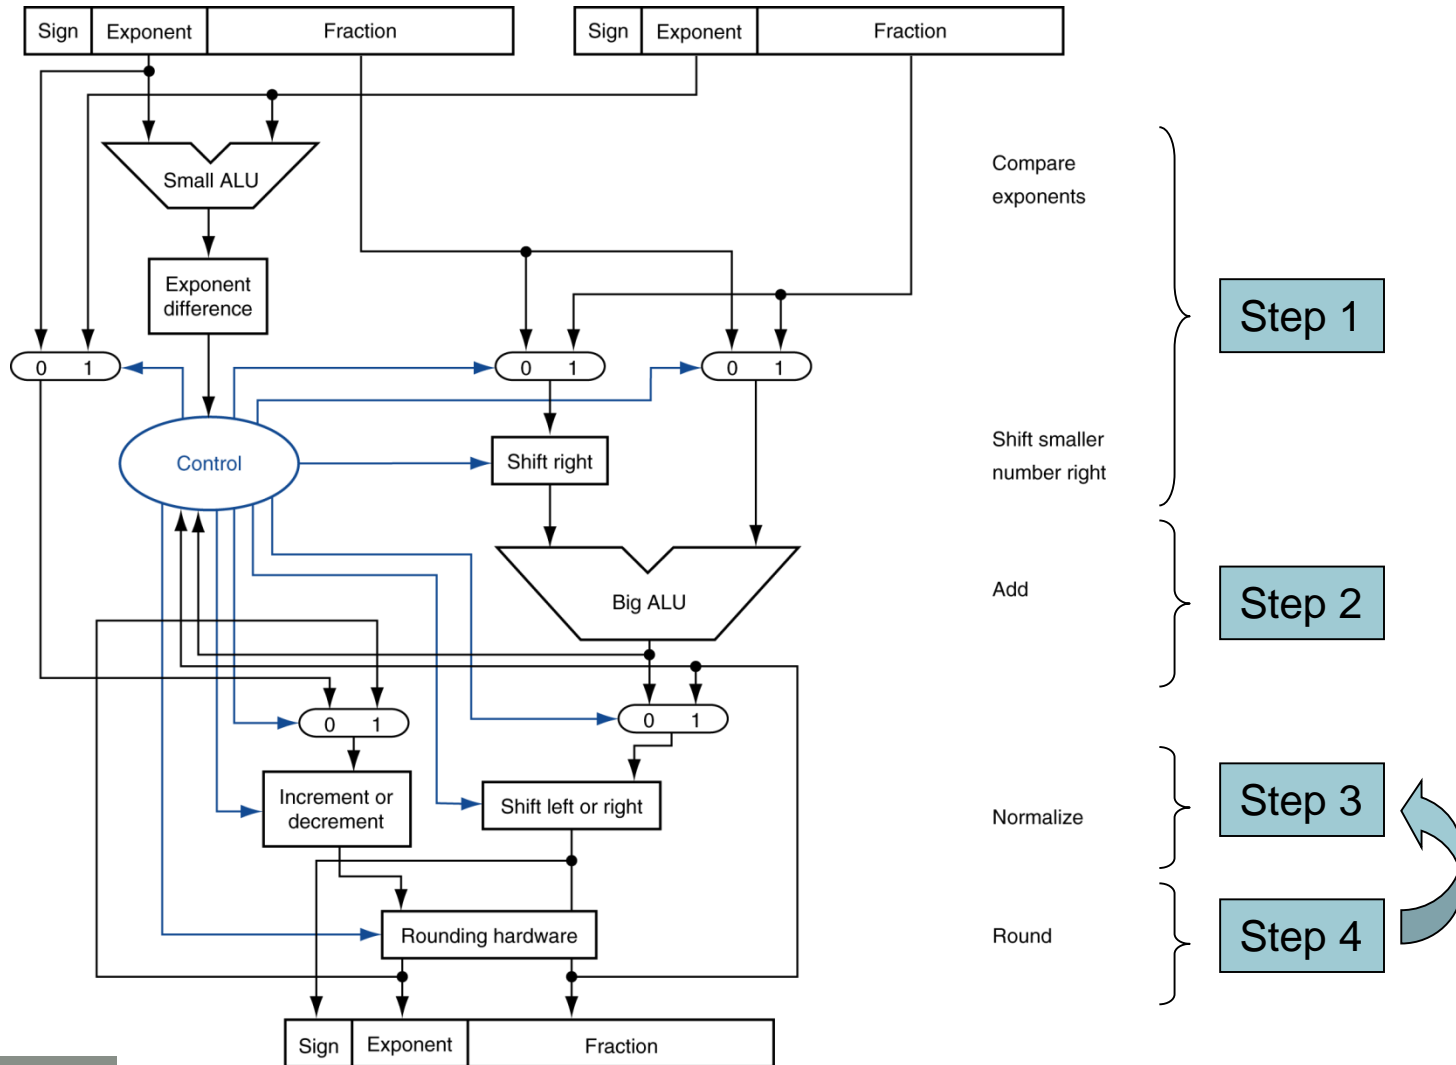 Sign Exponent Fraction Sign Exponent Fraction
Small ALU
Compare
exponents
Exponent
difference
Step 1
0 1 0 1 0 1
Control
Shift right
Shift smaller
number right
Big ALU
Add
Step 2
0 1 0 1
Increment or
decrement
Shift left or right
Normalize
Step 3
Rounding hardware
Round
Step 4
Sign Exponent Fraction